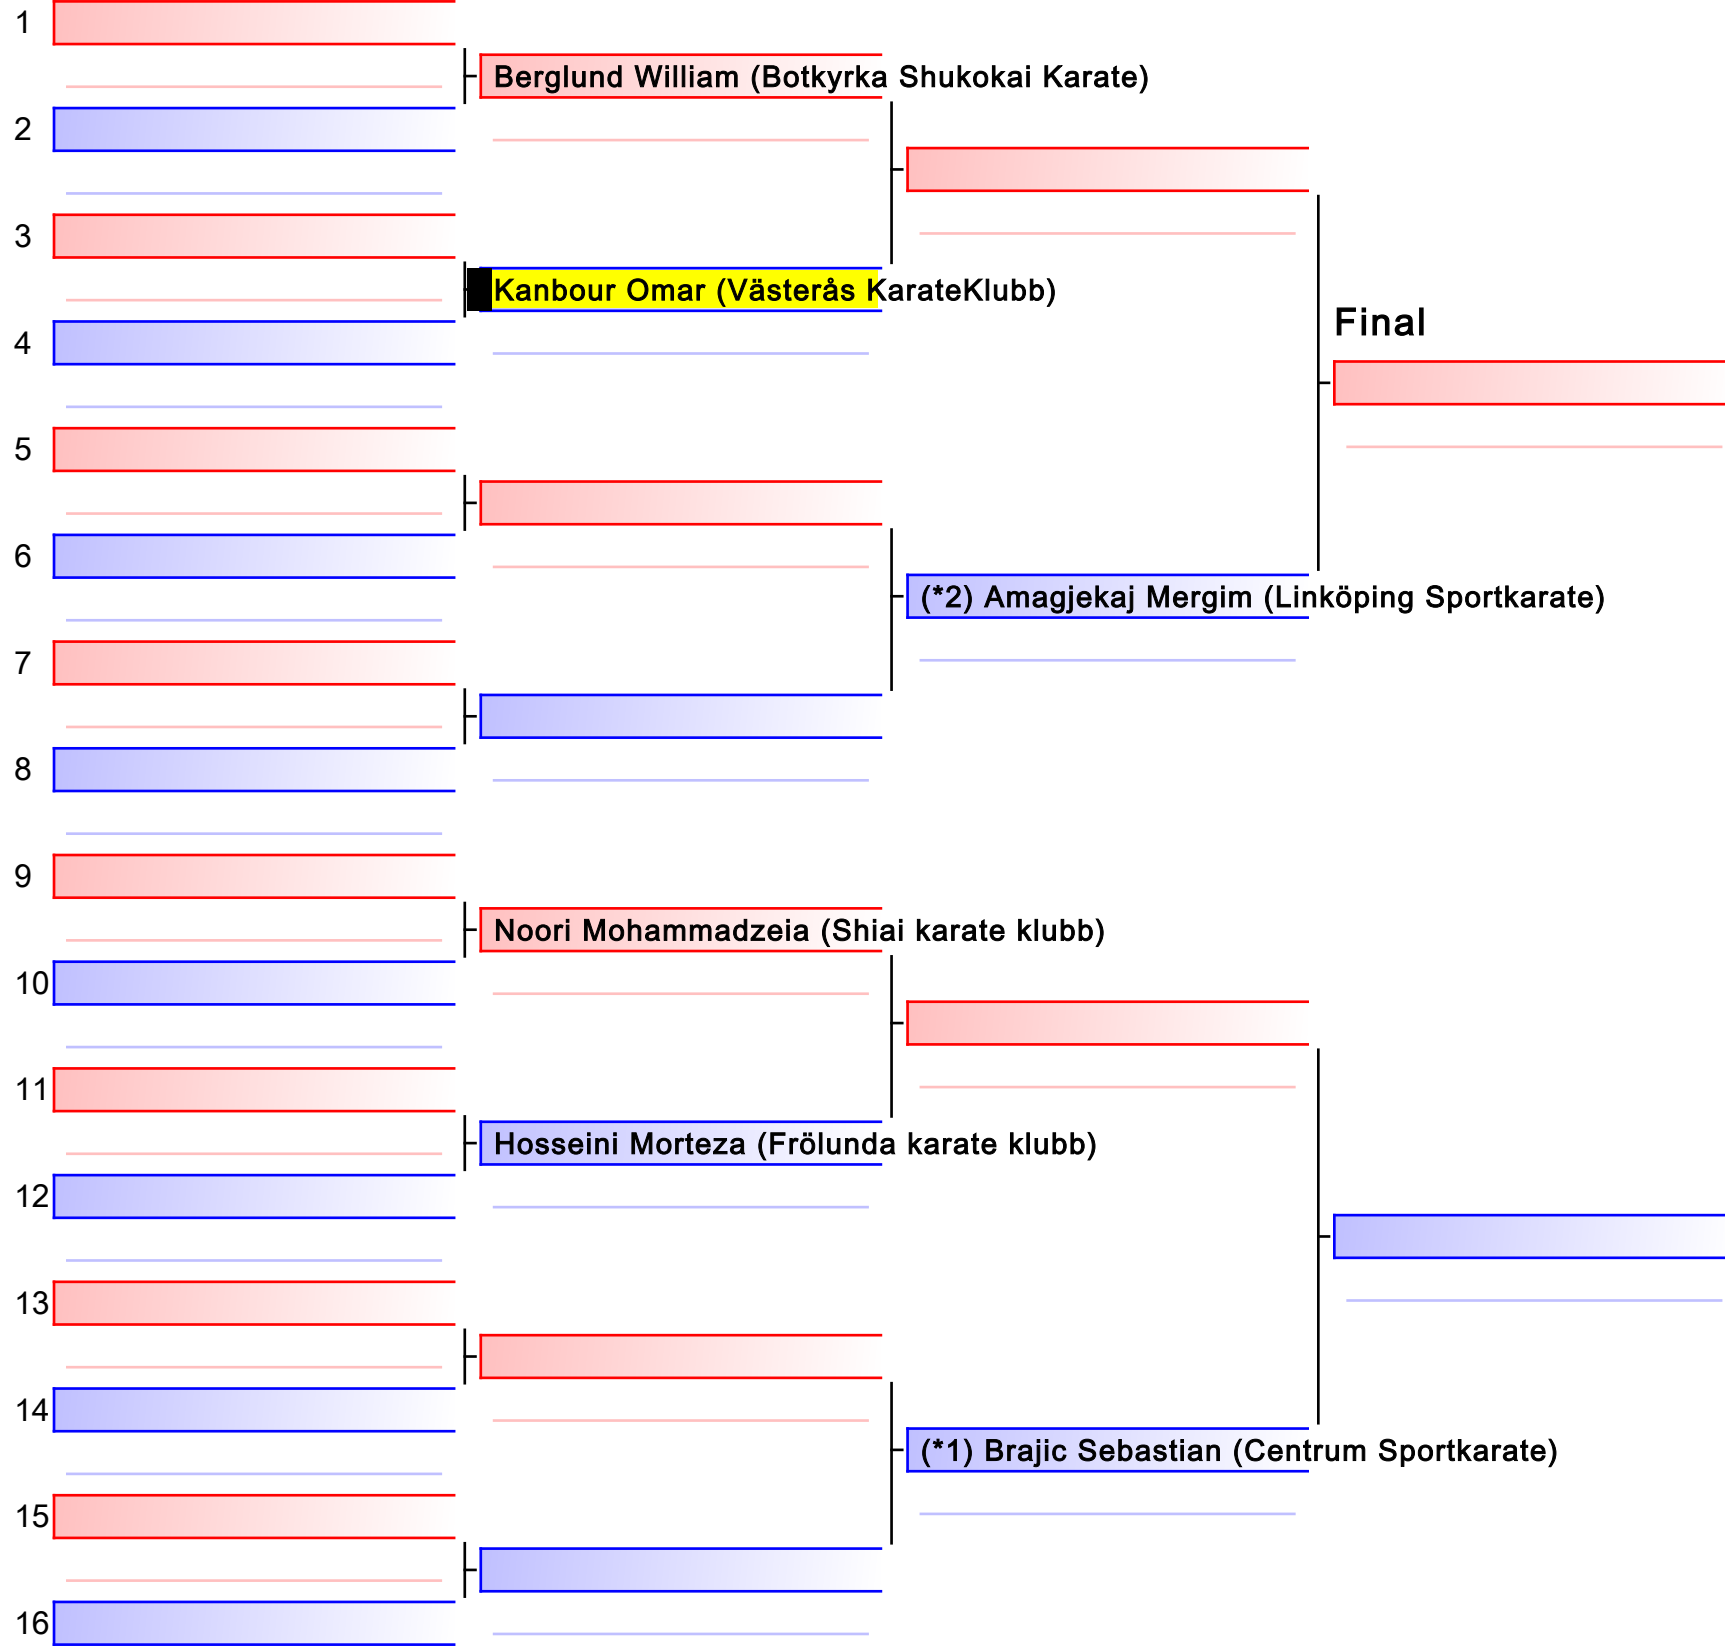 1
Berglund William (Botkyrka Shukokai Karate)
2
3
Kanbour Omar (Västerås KarateKlubb)
4
Final
5
6
(*2) Amagjekaj Mergim (Linköping Sportkarate)
7
8
9
Noori Mohammadzeia (Shiai karate klubb)
10
11
Hosseini Morteza (Frölunda karate klubb)
12
13
14
(*1) Brajic Sebastian (Centrum Sportkarate)
15
16